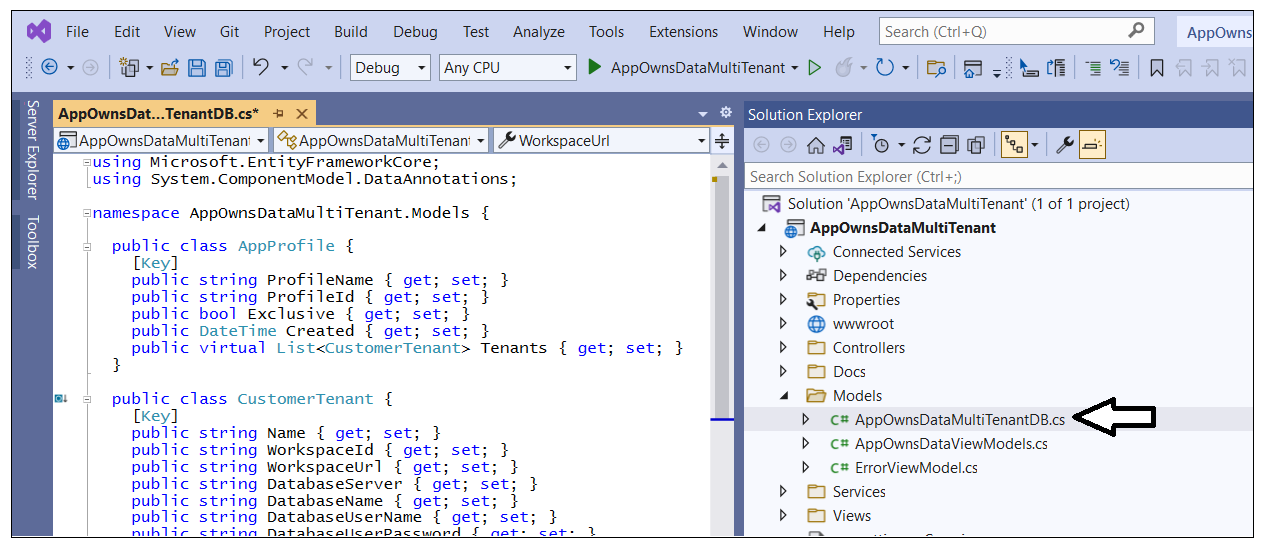 File Edit View Git Project Build Debug Test Analyze Tools Extensions Window Help Search (Ctrl+Q) AppOwns
Debug Any CPU AppOwnsDataMultiTenant
Server Explorer
Toolbox
AppOwnsDat...TenantDB.cs*
AppOwnsDataMultiTenant AppOwnsDataMultiTenant WorkspaceUrl
using Microsoft.EntityFrameworkCore;
using System.ComponentModel.DataAnnotations;
namespace AppOwnsDataMultiTenant.Models {
public class AppProfile {
[Key]
public string ProfileName { get; set; }
public string ProfileId { get; set; }
public bool Exclusive { get; set; }
public DateTime Created { get; set; }
public virtual List<CustomerTenant> Tenants { get; set; }
}
public class CustomerTenant {
[Key]
public string Name { get; set; }
public string WorkspaceId { get; set; }
public string WorkspaceUrl { get; set; }
public string DatabaseServer { get; set; }
public string DatabaseName { get; set; }
public string DatabaseUserName { get; set; }
public string DatabaseUserPassword { get; set; }
Solution Explorer
Search Solution Explorer (Ctrl+;)
Solution 'AppOwnsDataMultiTenant' (1 of 1 project)
AppOwnsDataMultiTenant
Connected Services
Dependencies
Properties
wwwroot
Controllers
Docs
Models
C# AppOwnsDataMultiTenantDB.cs
C# AppOwnsDataViewModels.cs
C# ErrorViewModel.cs
Services
Views